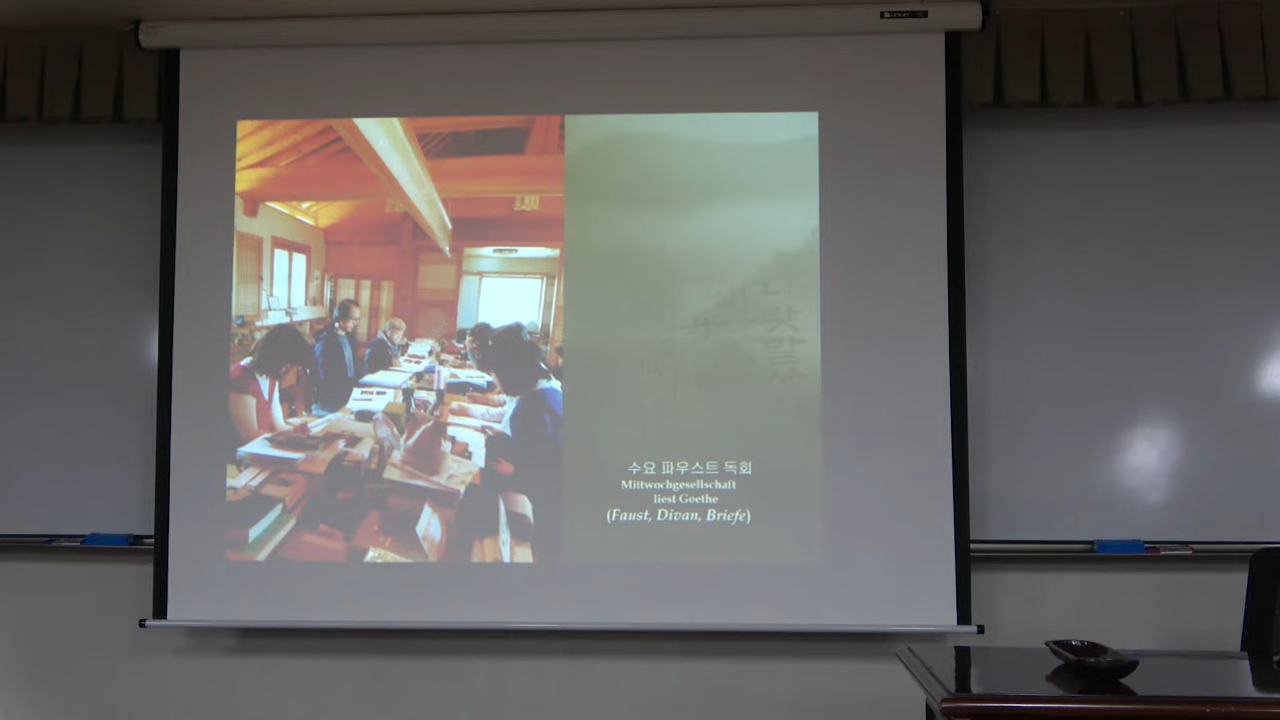 수요 파우스트 독회
Mittwochgesellschaft
liest Goethe
(Faust, Divan, Briefe)